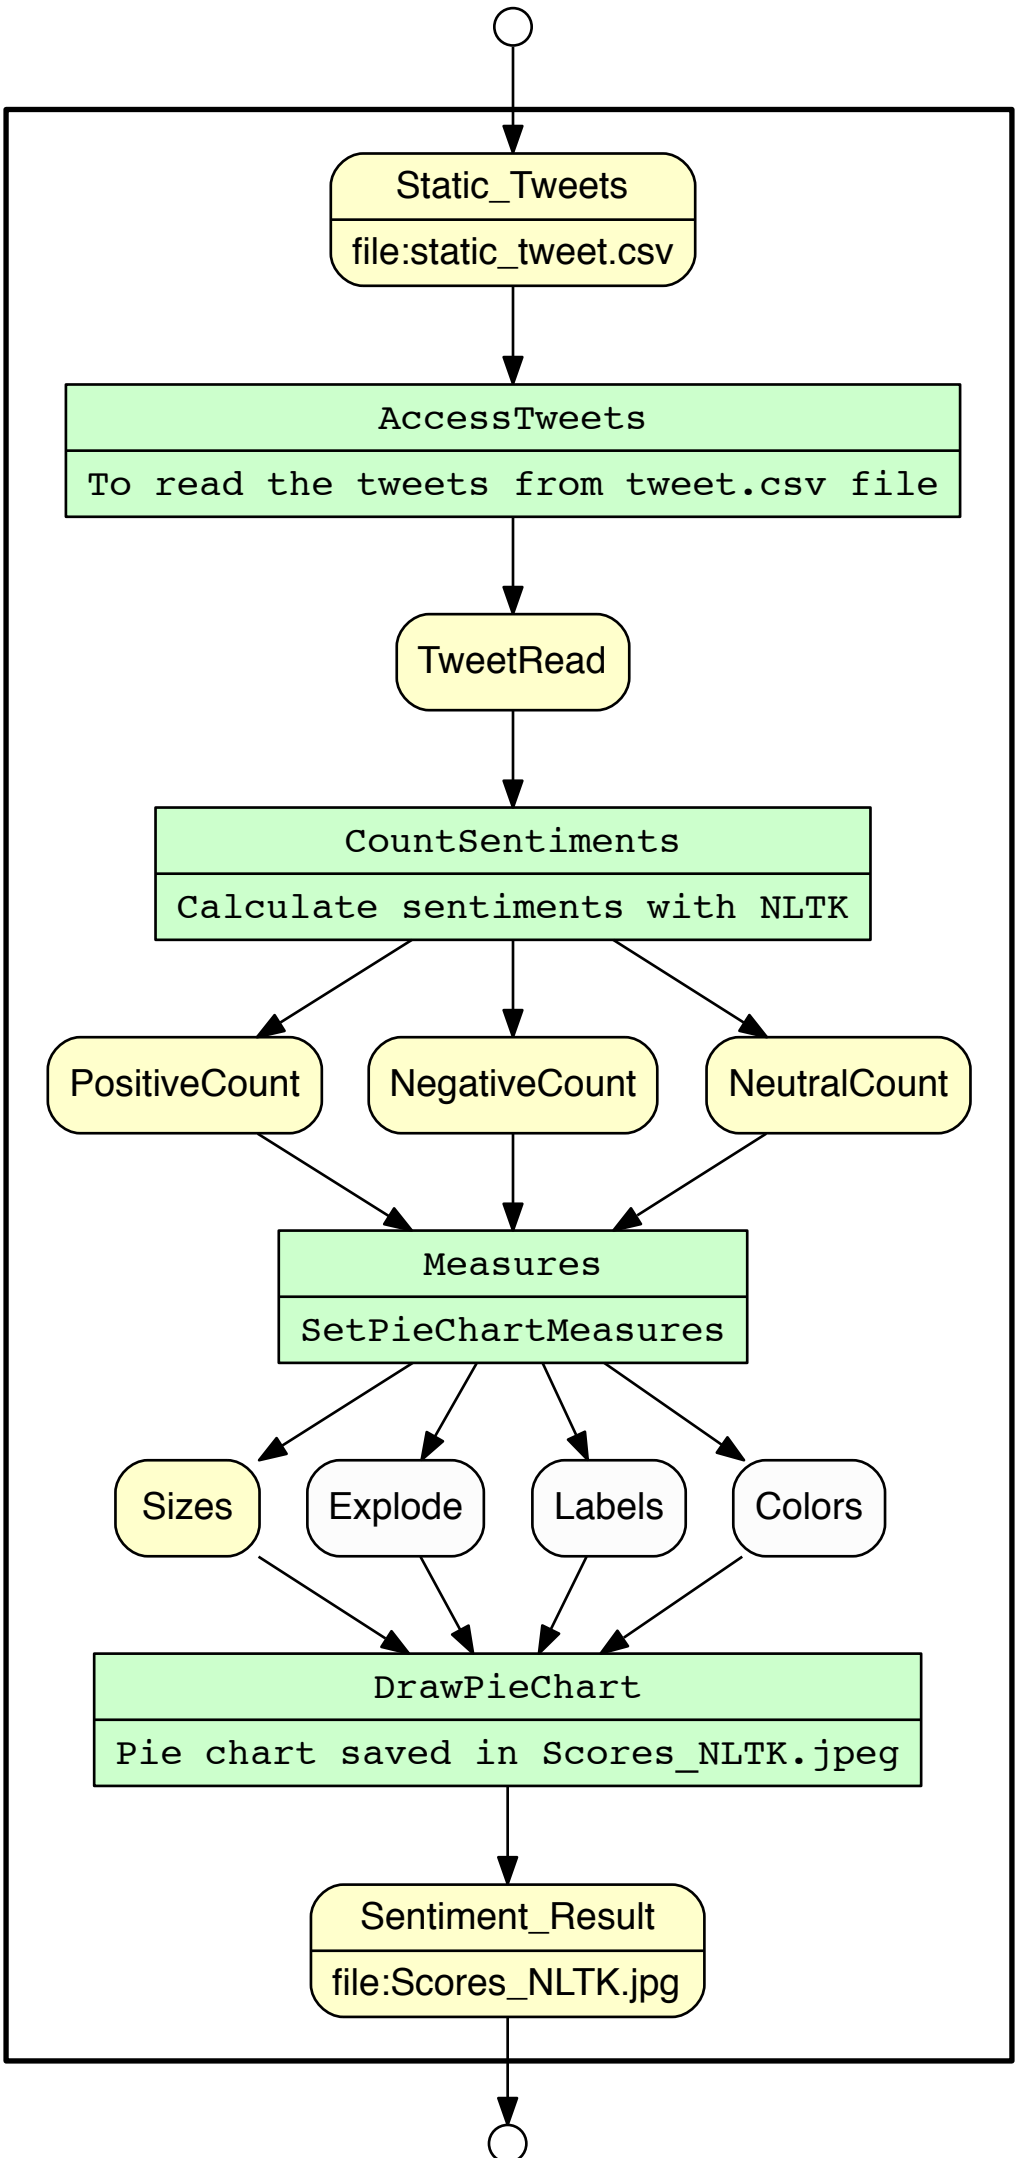 Static_Tweets
file:static_tweet.csv
AccessTweets
To read the tweets from tweet.csv file
TweetRead
CountSentiments
Calculate sentiments with NLTK
PositiveCount
NegativeCount
NeutralCount
Measures
SetPieChartMeasures
Sizes
Explode
Labels
Colors
DrawPieChart
Pie chart saved in Scores_NLTK.jpeg
Sentiment_Result
file:Scores_NLTK.jpg